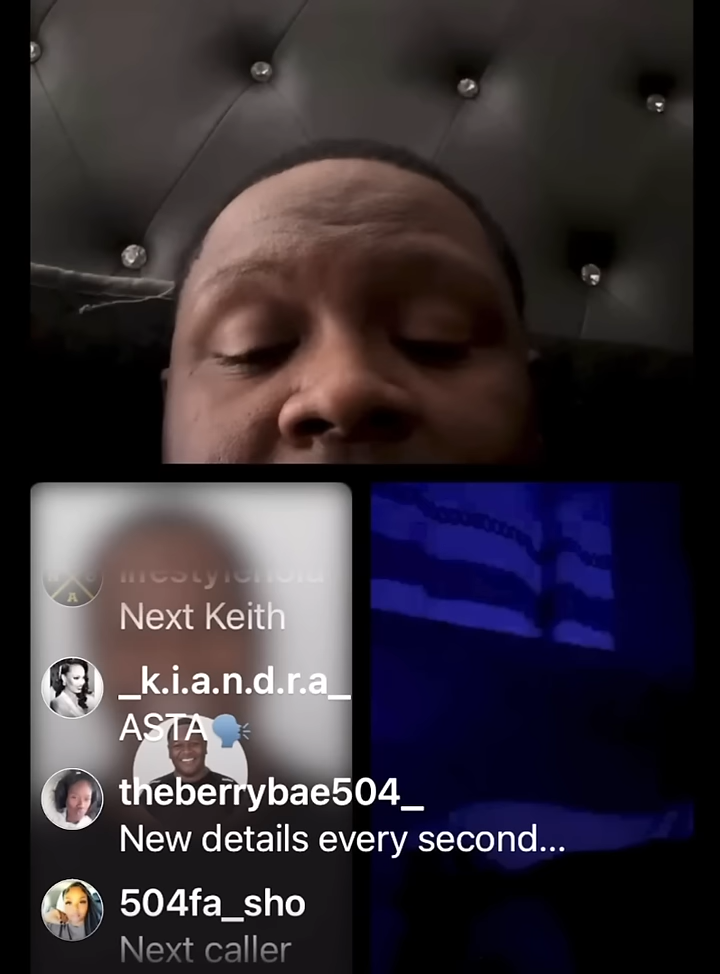 Next Keith
_k.i.a.n.d.r.a_
ASTA🗣️
theberrybae504_
New details every second...
504fa_sho
Next caller